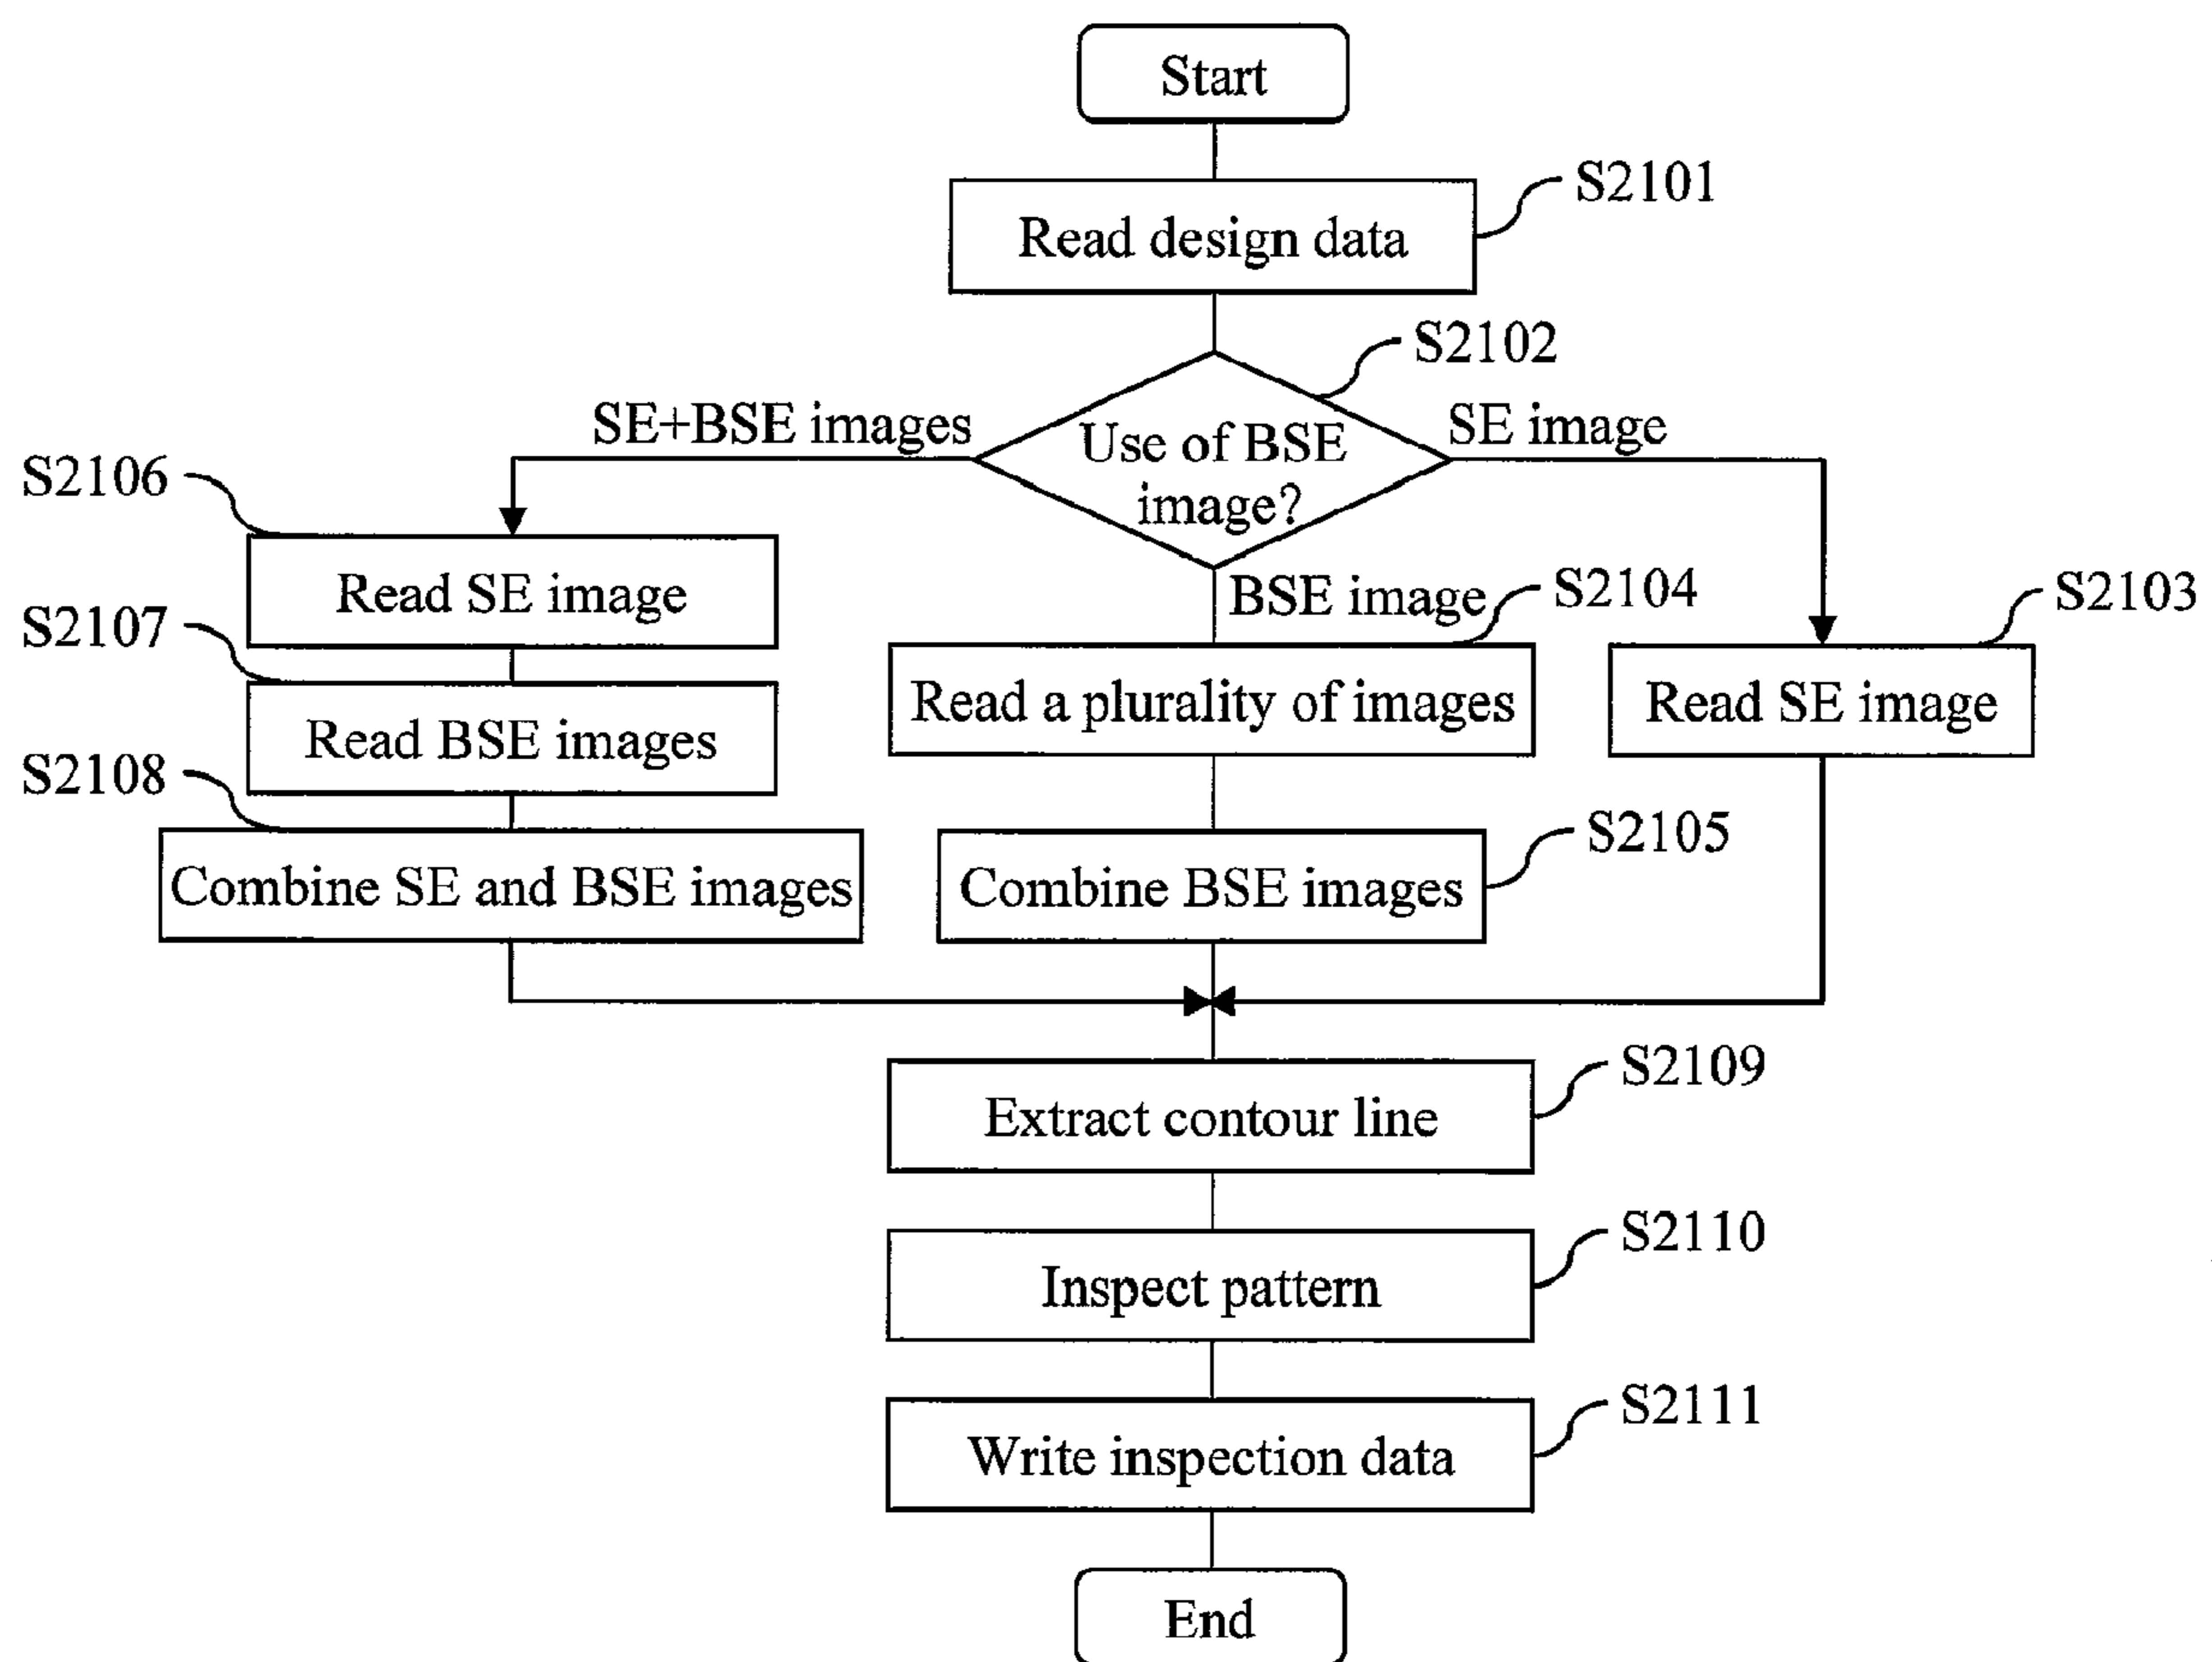 Start
S2101
Read design data
S2102
SE+BSE images
Use of BSE
image?
SE image
S2106
Read SE image
BSE image
S2104
S2103
S2107
Read BSE images
Read a plurality of images
Read SE image
S2108
Combine SE and BSE images
S2105
Combine BSE images
S2109
Extract contour line
S2110
Inspect pattern
S2111
Write inspection data
End